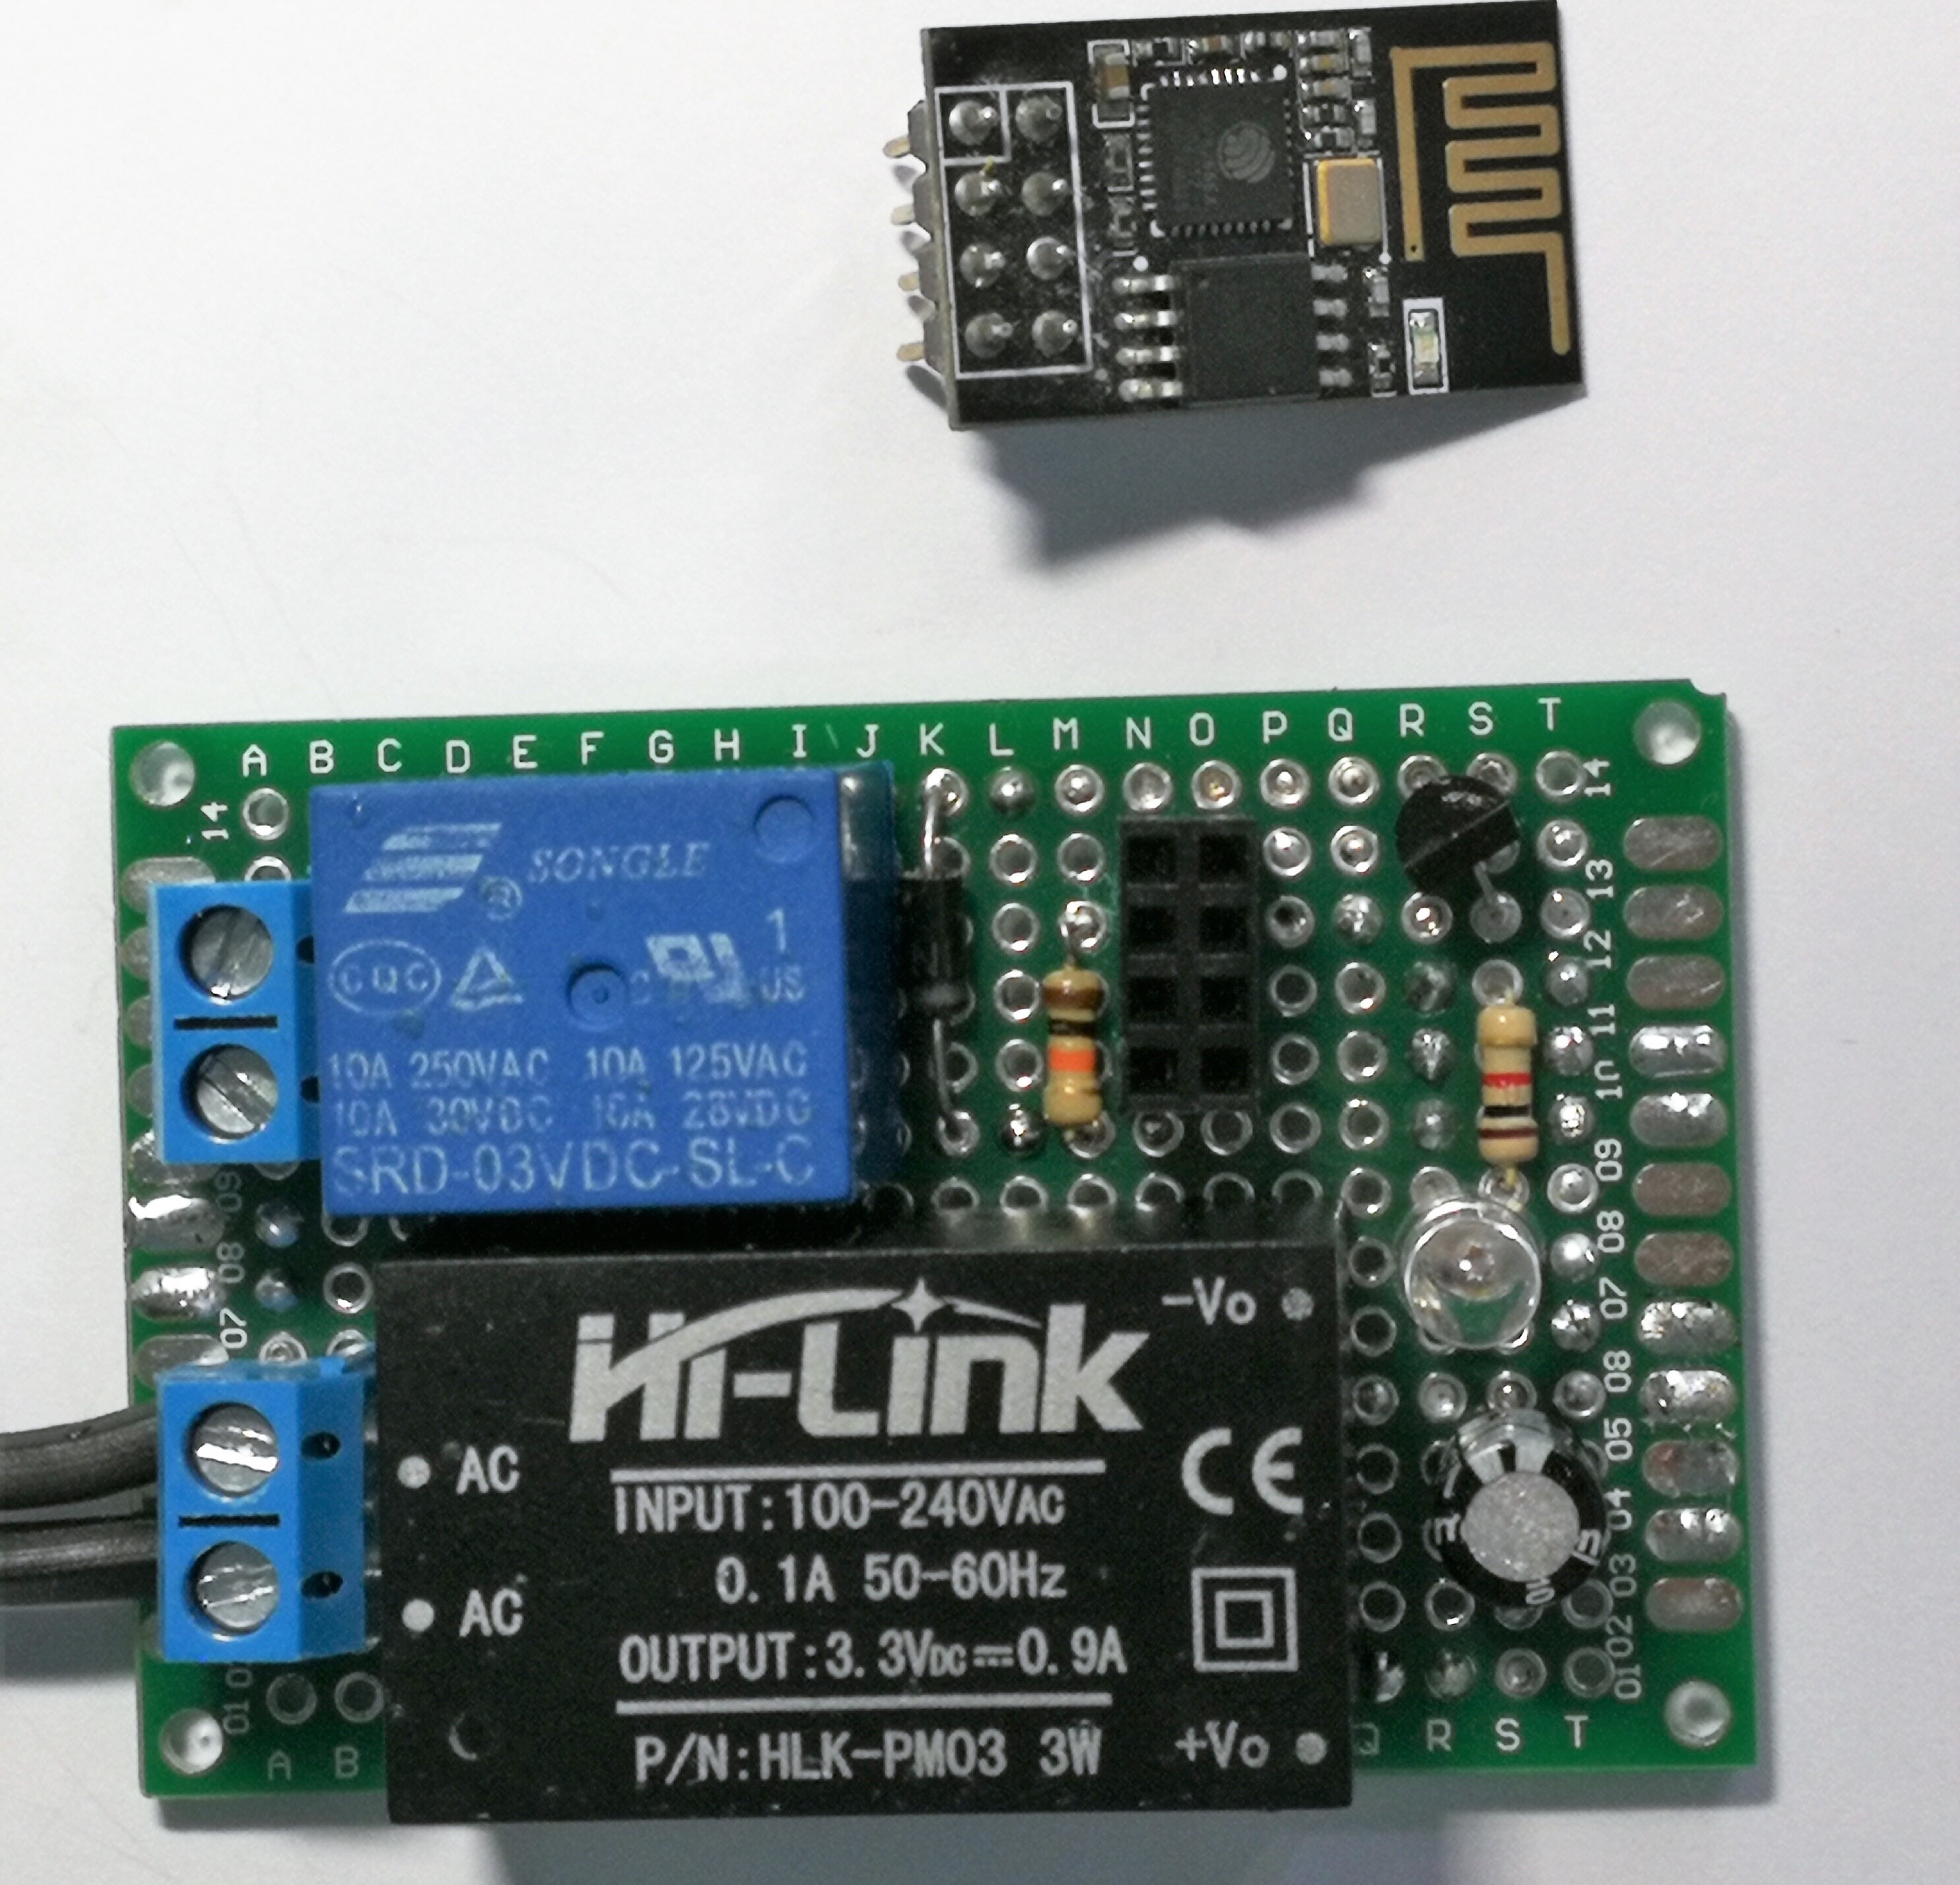 A B C D E F G H I J K L M N O P Q R S T
14
14
SONGLE
®
13
1
12
CQC
US
11
10A 250VAC 10A 125VAC
10A 30VDC 10A 28VDC
10
SRD-03VDC-SL-C
09
09
08
08
07
07
Hi-Link
-Vo
08
05
AC
CE
INPUT:100-240VAC
04
0.1A 50-60Hz
03
AC
OUTPUT:3.3VDC⎓0.9A
02
01
01
P/N:HLK-PM03 3W
+Vo
A B
Q R S T